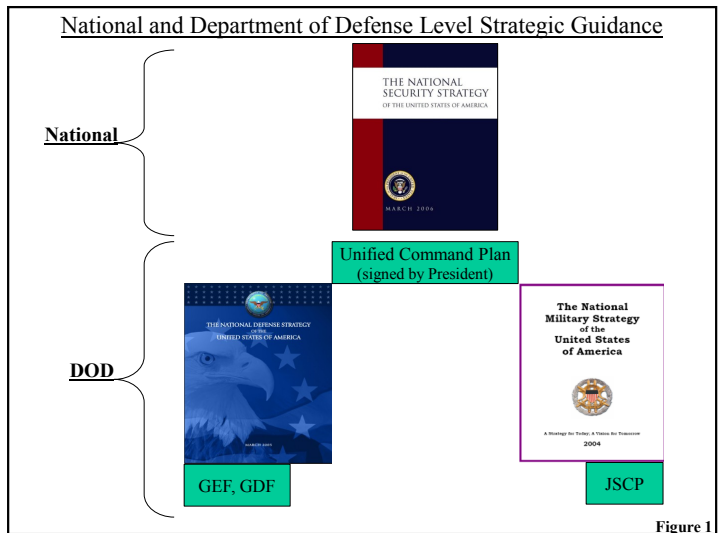 National and Department of Defense Level Strategic Guidance
National
THE NATIONAL
SECURITY STRATEGY
OF THE UNITED STATES OF AMERICA
MARCH 2006
Unified Command Plan
(signed by President)
DOD
THE NATIONAL DEFENSE STRATEGY
OF THE
UNITED STATES OF AMERICA
MARCH 2005
GEF, GDF
The National
Military Strategy
of the
United States
of America
A Strategy for Today; A Vision for Tomorrow
2004
JSCP
Figure 1